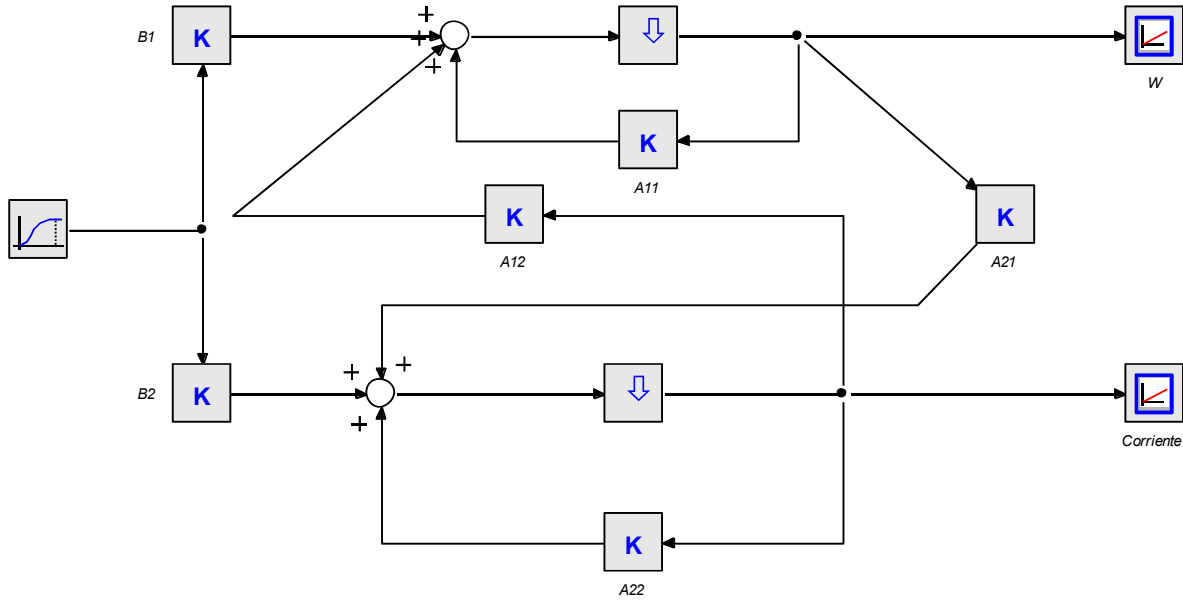 B1
K
+
+
+
W
K
A11
K
A12
K
A21
B2
K
+
+
+
Corriente
K
A22